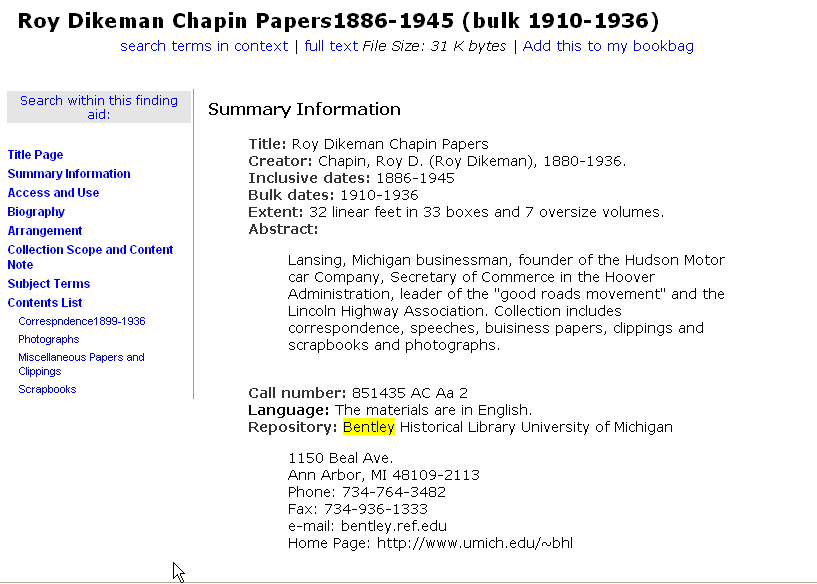 Roy Dikeman Chapin Papers1886-1945 (bulk 1910-1936)
search terms in context | full text File Size: 31 K bytes | Add this to my bookbag
Search within this finding
aid:
Title Page
Summary Information
Access and Use
Biography
Arrangement
Collection Scope and Content
Note
Subject Terms
Contents List
Correspndence1899-1936
Photographs
Miscellaneous Papers and
Clippings
Scrapbooks
Summary Information
Title: Roy Dikeman Chapin Papers
Creator: Chapin, Roy D. (Roy Dikeman), 1880-1936.
Inclusive dates: 1886-1945
Bulk dates: 1910-1936
Extent: 32 linear feet in 33 boxes and 7 oversize volumes.
Abstract:
Lansing, Michigan businessman, founder of the Hudson Motor
car Company, Secretary of Commerce in the Hoover
Administration, leader of the "good roads movement" and the
Lincoln Highway Association. Collection includes
correspondence, speeches, buisiness papers, clippings and
scrapbooks and photographs.
Call number: 851435 AC Aa 2
Language: The materials are in English.
Repository: Bentley Historical Library University of Michigan
1150 Beal Ave.
Ann Arbor, MI 48109-2113
Phone: 734-764-3482
Fax: 734-936-1333
e-mail: bentley.ref.edu
Home Page: http://www.umich.edu/~bhl